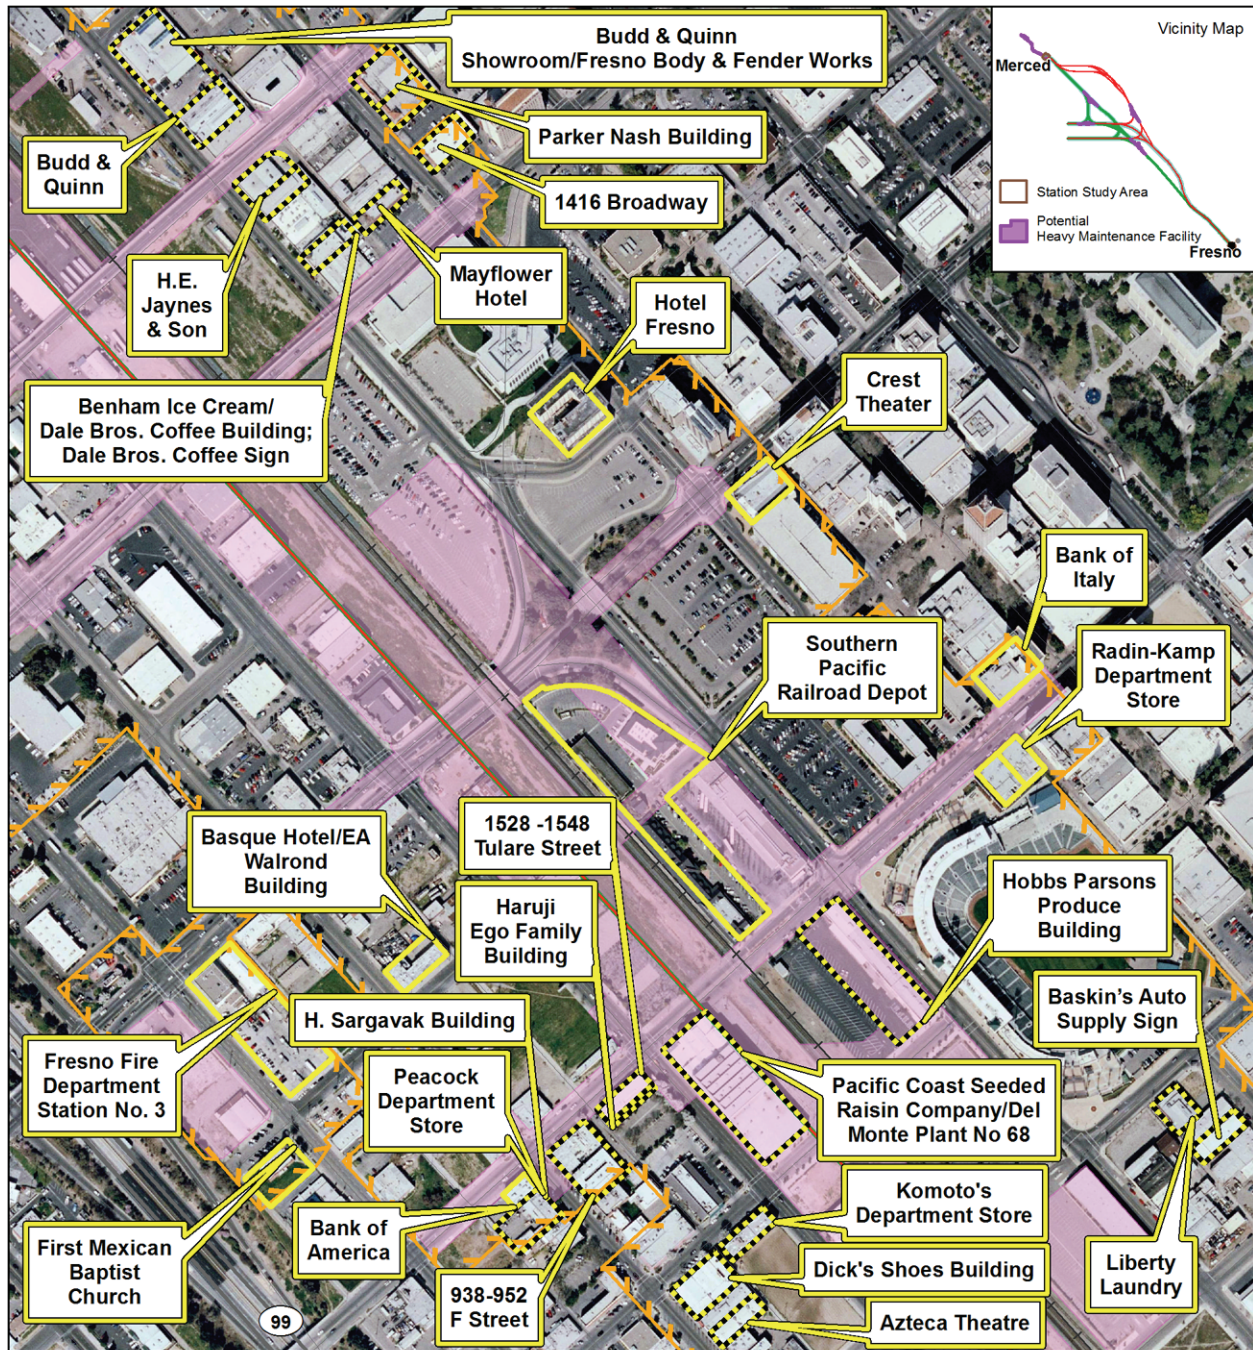 Budd & Quinn
Showroom/Fresno Body & Fender Works
Vicinity Map
Merced
Station Study Area
Potential
Heavy Maintenance Facility
Fresno
Parker Nash Building
Budd &
Quinn
1416 Broadway
H.E.
Jaynes
& Son
Mayflower
Hotel
Hotel
Fresno
Crest
Theater
Benham Ice Cream/
Dale Bros. Coffee Building;
Dale Bros. Coffee Sign
Bank of
Italy
Southern
Pacific
Railroad Depot
Radin-Kamp
Department
Store
1528 -1548
Tulare Street
Basque Hotel/EA
Walrond
Building
Haruji
Ego Family
Building
Hobbs Parsons
Produce
Building
H. Sargavak Building
Baskin's Auto
Supply Sign
Fresno Fire
Department
Station No. 3
Peacock
Department
Store
Pacific Coast Seeded
Raisin Company/Del
Monte Plant No 68
Komoto's
Department Store
Bank of
America
First Mexican
Baptist
Church
Dick's Shoes Building
Liberty
Laundry
938-952
F Street
Azteca Theatre
99